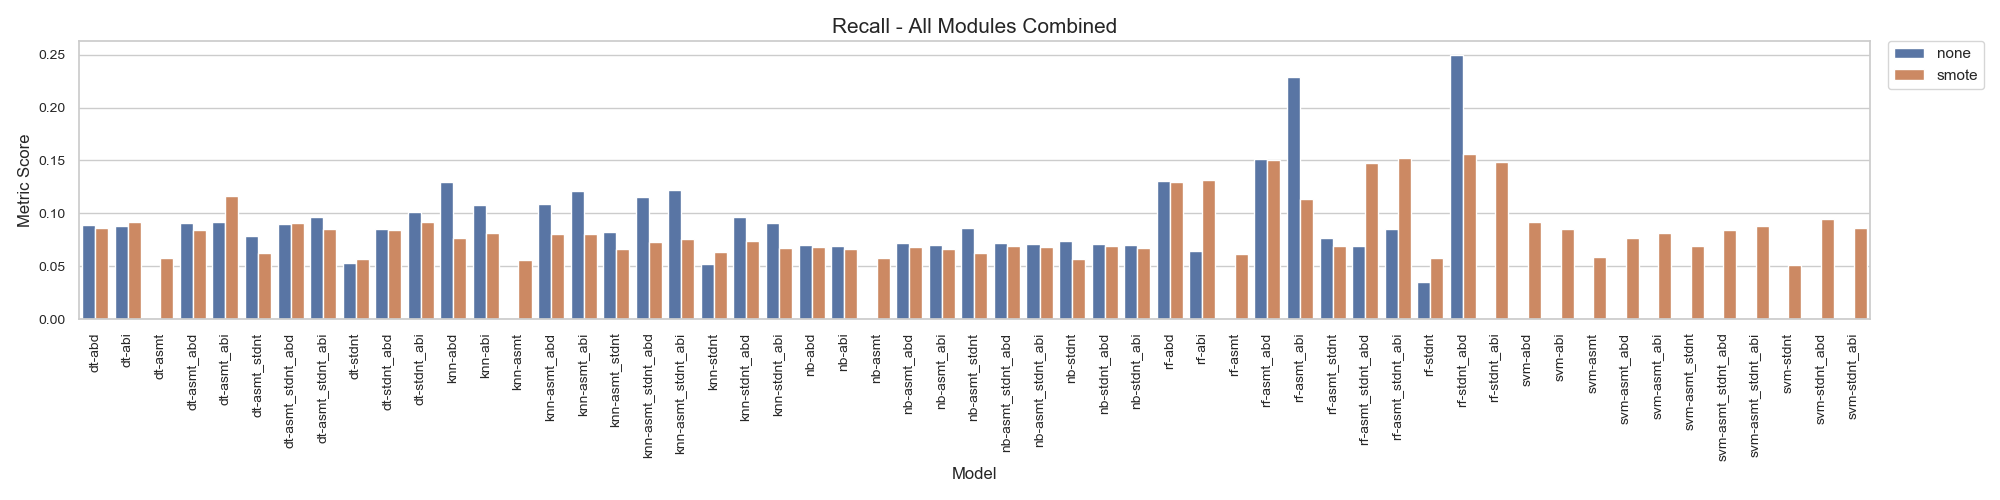 Recall - All Modules Combined
none
smote
Metric Score
0.25
0.20
0.15
0.10
0.05
0.00
dt-abd
dt-abi
dt-asmt
dt-asmt_abd
dt-asmt_abi
dt-asmt_stdnt
dt-asmt_stdnt_abd
dt-asmt_stdnt_abi
dt-stdnt
dt-stdnt_abd
dt-stdnt_abi
knn-abd
knn-abi
knn-asmt
knn-asmt_abd
knn-asmt_abi
knn-asmt_stdnt
knn-asmt_stdnt_abd
knn-asmt_stdnt_abi
knn-stdnt
knn-stdnt_abd
knn-stdnt_abi
nb-abd
nb-abi
nb-asmt
nb-asmt_abd
nb-asmt_abi
nb-asmt_stdnt
nb-asmt_stdnt_abd
nb-asmt_stdnt_abi
nb-stdnt
nb-stdnt_abd
nb-stdnt_abi
rf-abd
rf-abi
rf-asmt
rf-asmt_abd
rf-asmt_abi
rf-asmt_stdnt
rf-asmt_stdnt_abd
rf-asmt_stdnt_abi
rf-stdnt
rf-stdnt_abd
rf-stdnt_abi
svm-abd
svm-abi
svm-asmt
svm-asmt_abd
svm-asmt_abi
svm-asmt_stdnt
svm-asmt_stdnt_abd
svm-asmt_stdnt_abi
svm-stdnt
svm-stdnt_abd
svm-stdnt_abi
Model